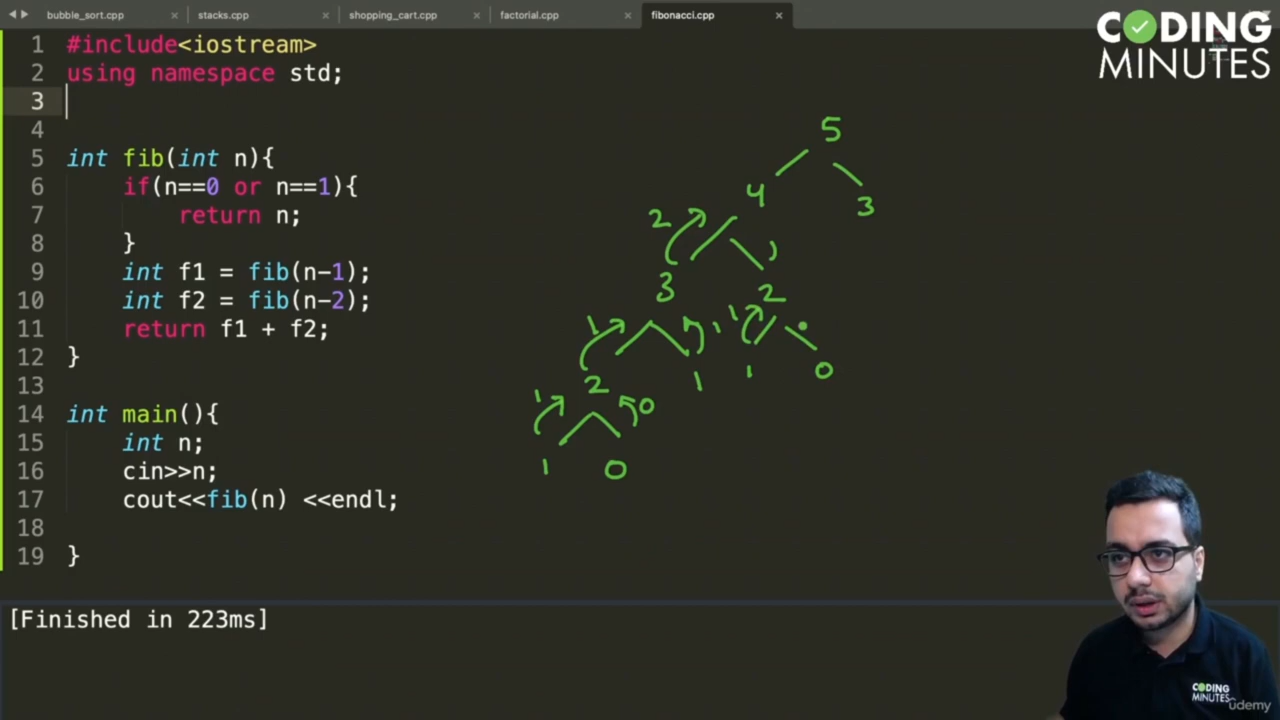 bubble_sort.cpp × stacks.cpp × shopping_cart.cpp × factorial.cpp × fibonacci.cpp ×
CODING
MINUTES
1 #include<iostream>
2 using namespace std;
3
4
5 int fib(int n){
6 if(n==0 or n==1){
7 return n;
8 }
9 int f1 = fib(n-1);
10 int f2 = fib(n-2);
11 return f1 + f2;
12 }
13
14 int main(){
15 int n;
16 cin>>n;
17 cout<<fib(n) <<endl;
18
19 }
5
4 3
2
3 2
1 1 1
2 1 1 0
1 0
1 0
[Finished in 223ms]
CODING
MINUTES
ûdemy